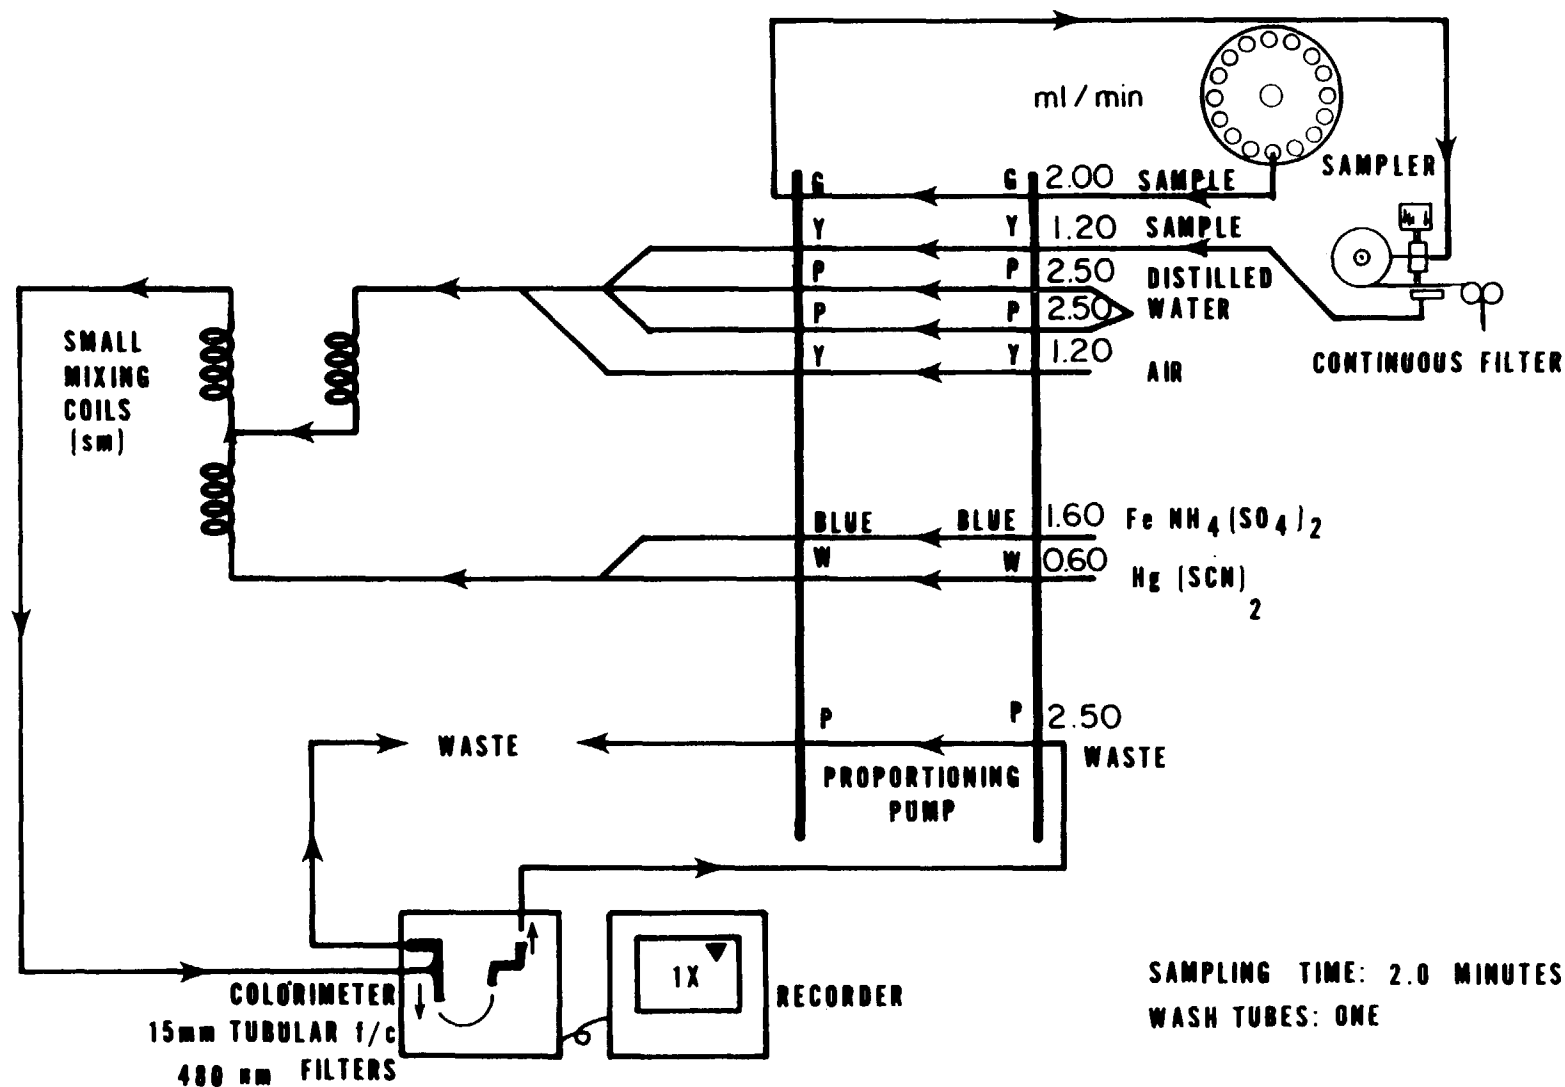 ml / min
SAMPLER
G G 2.00 SAMPLE
Y Y 1.20 SAMPLE
P P 2.50 DISTILLED
P P 2.50 WATER
Y Y 1.20 AIR
CONTINUOUS FILTER
SMALL
MIXING
COILS
(sm)
BLUE BLUE 1.60 Fe NH4 (SO4)2
W W 0.60 Hg (SCN)2
P P 2.50
WASTE
WASTE
PROPORTIONING
PUMP
1X
RECORDER
COLORIMETER
15mm TUBULAR f/c
480 nm FILTERS
SAMPLING TIME: 2.0 MINUTES
WASH TUBES: ONE